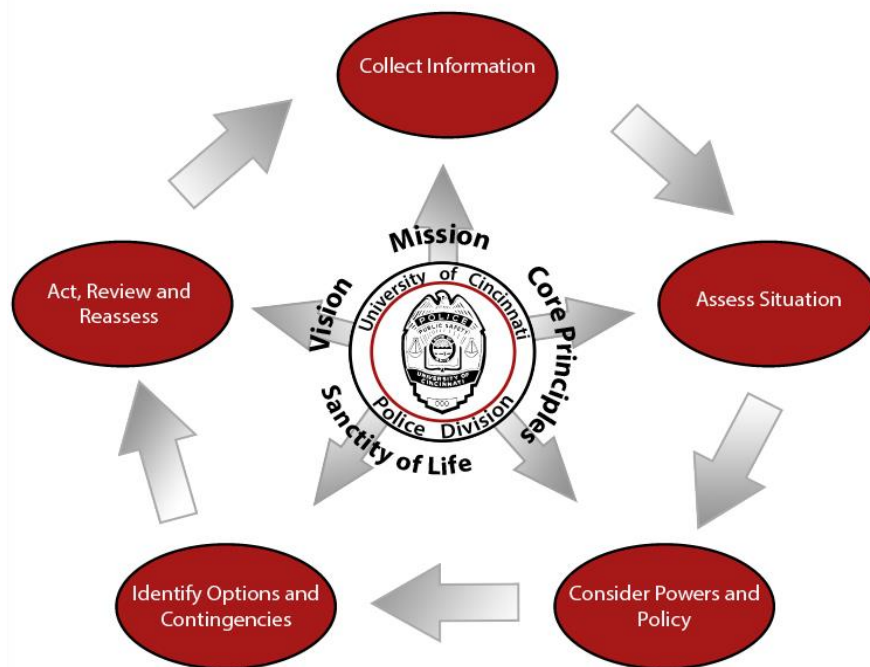 Collect Information
Assess Situation
Consider Powers and
Policy
Identify Options and
Contingencies
Act, Review and
Reassess
Mission
Core Principles
Sanctity of Life
Vision
University of Cincinnati
Police Division
POLICE
PUBLIC SAFETY
UNIVERSITY OF
CINCINNATI
000